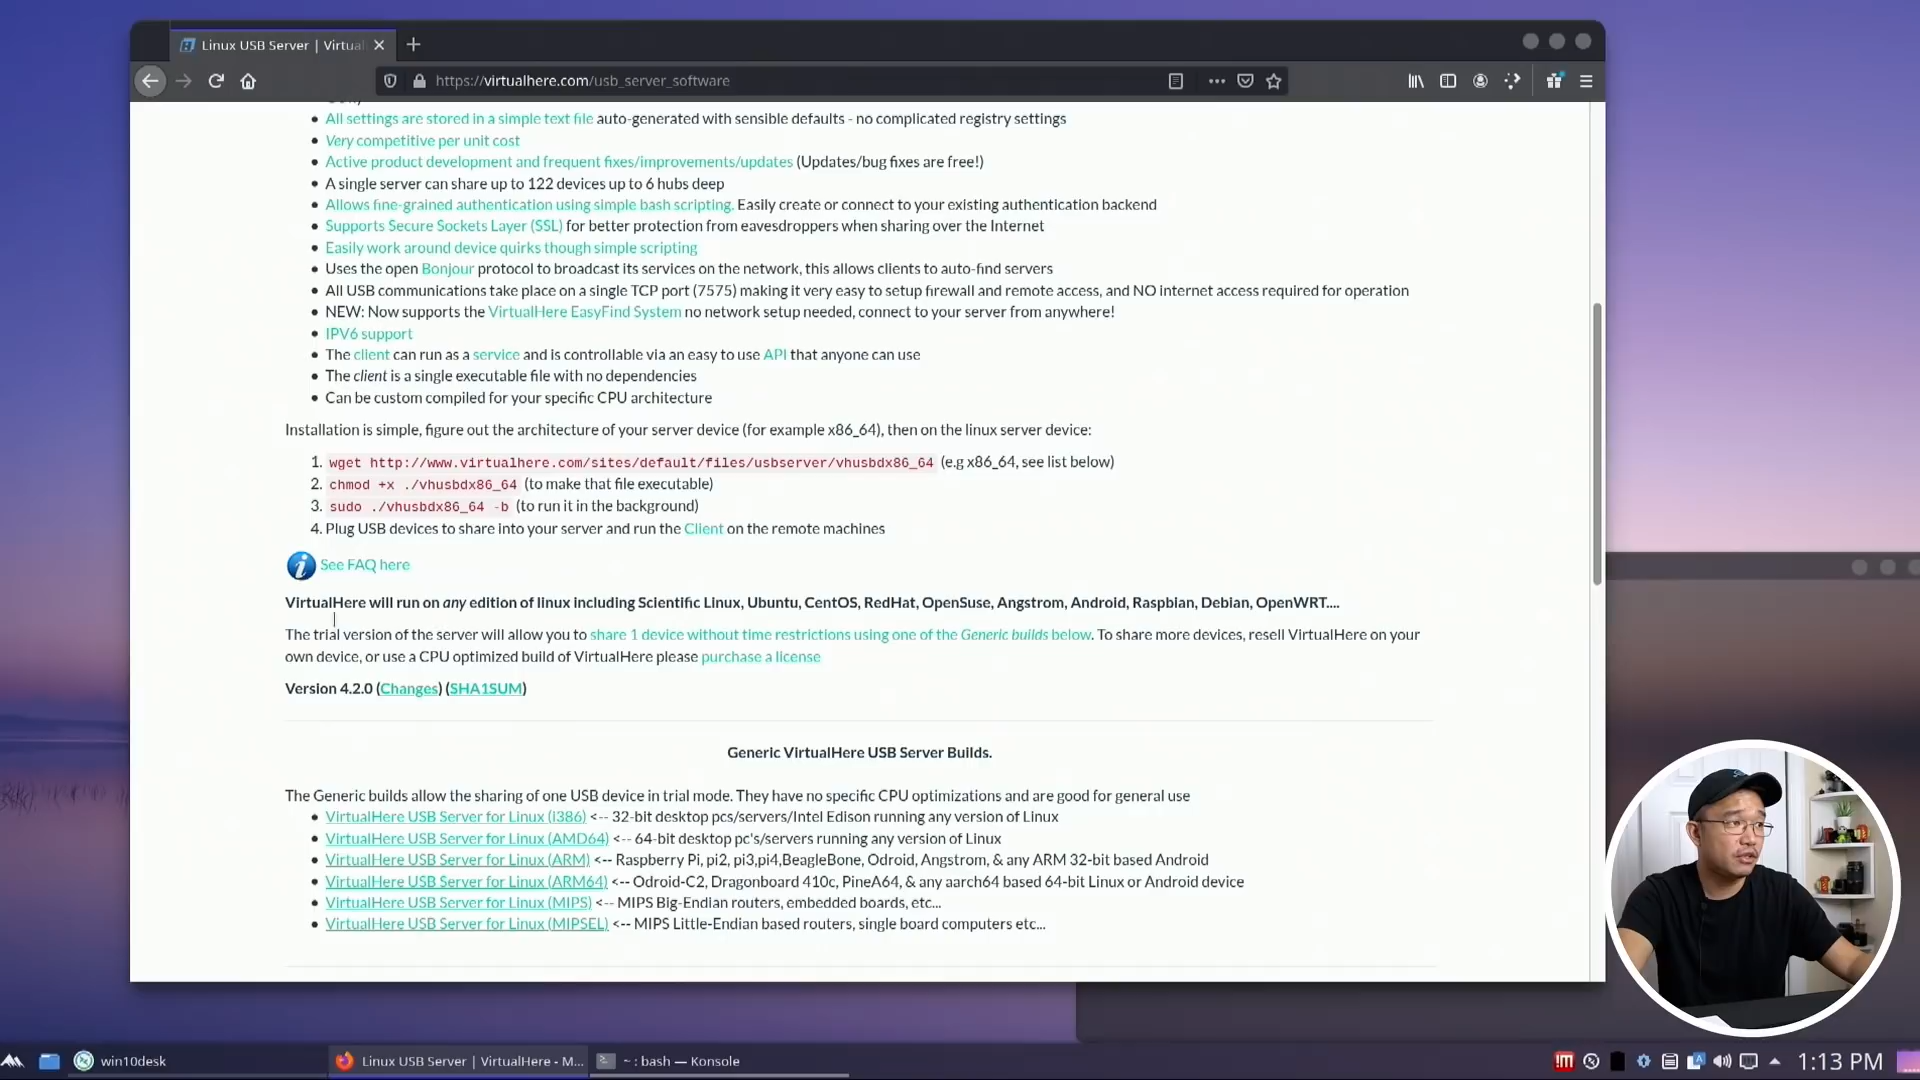 Linux USB Server | Virtual
https://virtualhere.com/usb_server_software
All settings are stored in a simple text file auto-generated with sensible defaults - no complicated registry settings
Very competitive per unit cost
Active product development and frequent fixes/improvements/updates (Updates/bug fixes are free!)
A single server can share up to 122 devices up to 6 hubs deep
Allows fine-grained authentication using simple bash scripting. Easily create or connect to your existing authentication backend
Supports Secure Sockets Layer (SSL) for better protection from eavesdroppers when sharing over the Internet
Easily work around device quirks though simple scripting
Uses the open Bonjour protocol to broadcast its services on the network, this allows clients to auto-find servers
All USB communications take place on a single TCP port (7575) making it very easy to setup firewall and remote access, and NO internet access required for operation
NEW: Now supports the VirtualHere EasyFind System no network setup needed, connect to your server from anywhere!
IPV6 support
The client can run as a service and is controllable via an easy to use API that anyone can use
The client is a single executable file with no dependencies
Can be custom compiled for your specific CPU architecture
Installation is simple, figure out the architecture of your server device (for example x86_64), then on the linux server device:
1. wget http://www.virtualhere.com/sites/default/files/usbserver/vhusbdx86_64 (e.g x86_64, see list below)
2. chmod +x ./vhusbdx86_64 (to make that file executable)
3. sudo ./vhusbdx86_64 -b (to run it in the background)
4. Plug USB devices to share into your server and run the Client on the remote machines
See FAQ here
VirtualHere will run on any edition of linux including Scientific Linux, Ubuntu, CentOS, RedHat, OpenSuse, Angstrom, Android, Raspbian, Debian, OpenWRT....
The trial version of the server will allow you to share 1 device without time restrictions using one of the Generic builds below. To share more devices, resell VirtualHere on your
own device, or use a CPU optimized build of VirtualHere please purchase a license
Version 4.2.0 (Changes) (SHA1SUM)
Generic VirtualHere USB Server Builds.
The Generic builds allow the sharing of one USB device in trial mode. They have no specific CPU optimizations and are good for general use
VirtualHere USB Server for Linux (I386) <-- 32-bit desktop pcs/servers/Intel Edison running any version of Linux
VirtualHere USB Server for Linux (AMD64) <-- 64-bit desktop pc's/servers running any version of Linux
VirtualHere USB Server for Linux (ARM) <-- Raspberry Pi, pi2, pi3,pi4,BeagleBone, Odroid, Angstrom, & any ARM 32-bit based Android
VirtualHere USB Server for Linux (ARM64) <-- Odroid-C2, Dragonboard 410c, PineA64, & any aarch64 based 64-bit Linux or Android device
VirtualHere USB Server for Linux (MIPS) <-- MIPS Big-Endian routers, embedded boards, etc...
VirtualHere USB Server for Linux (MIPSEL) <-- MIPS Little-Endian based routers, single board computers etc...
win10desk
Linux USB Server | VirtualHere - M...
~ : bash — Konsole
1:13 PM